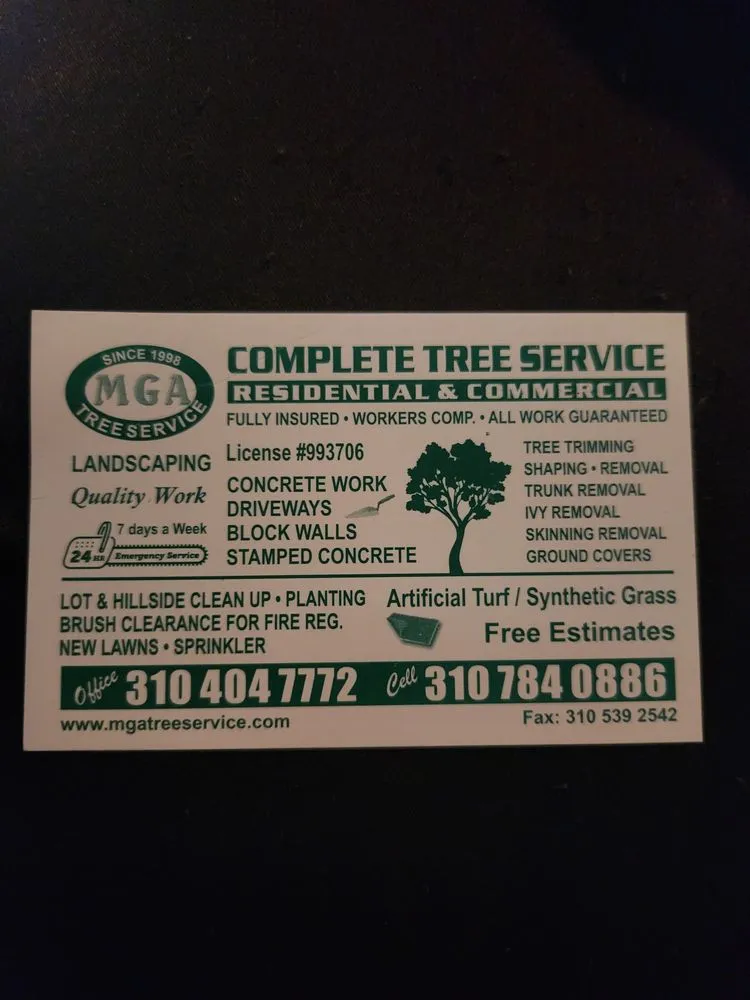 SINCE 1998
MGA
TREE SERVICE
COMPLETE TREE SERVICE
RESIDENTIAL & COMMERCIAL
FULLY INSURED • WORKERS COMP. • ALL WORK GUARANTEED
LANDSCAPING
Quality Work
7 days a Week
24 HR Emergency Service
License #993706
CONCRETE WORK
DRIVEWAYS
BLOCK WALLS
STAMPED CONCRETE
TREE TRIMMING
SHAPING • REMOVAL
TRUNK REMOVAL
IVY REMOVAL
SKINNING REMOVAL
GROUND COVERS
LOT & HILLSIDE CLEAN UP • PLANTING
BRUSH CLEARANCE FOR FIRE REG.
NEW LAWNS • SPRINKLER
Artificial Turf / Synthetic Grass
Free Estimates
Office 310 404 7772
Cell 310 784 0886
www.mgatreeservice.com
Fax: 310 539 2542